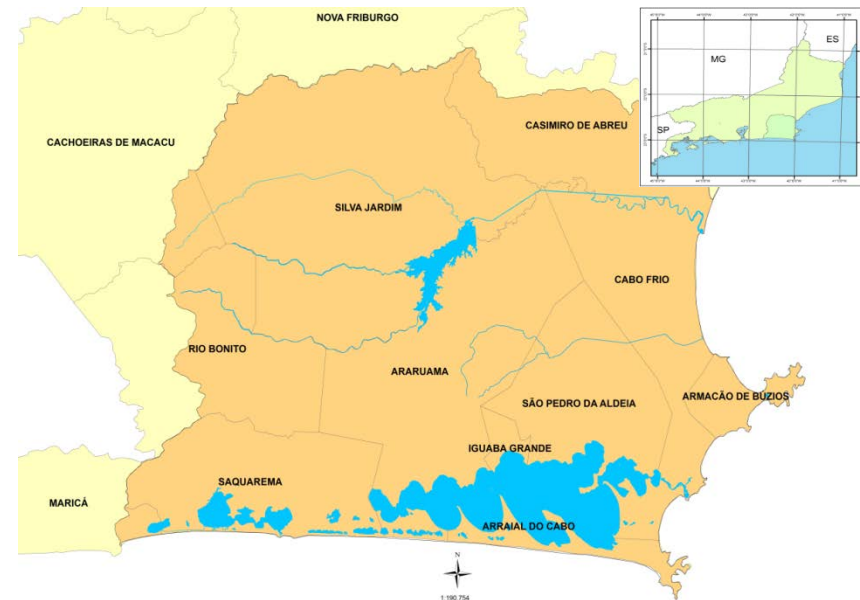 NOVA FRIBURGO
ES
MG
SP
CASIMIRO DE ABREU
CACHOEIRAS DE MACACU
SILVA JARDIM
CABO FRIO
RIO BONITO
ARARUAMA
ARMACÃO DE BÚZIOS
SÃO PEDRO DA ALDEIA
IGUABA GRANDE
SAQUAREMA
MARICÁ
ARRAIAL DO CABO
N
1:190.754